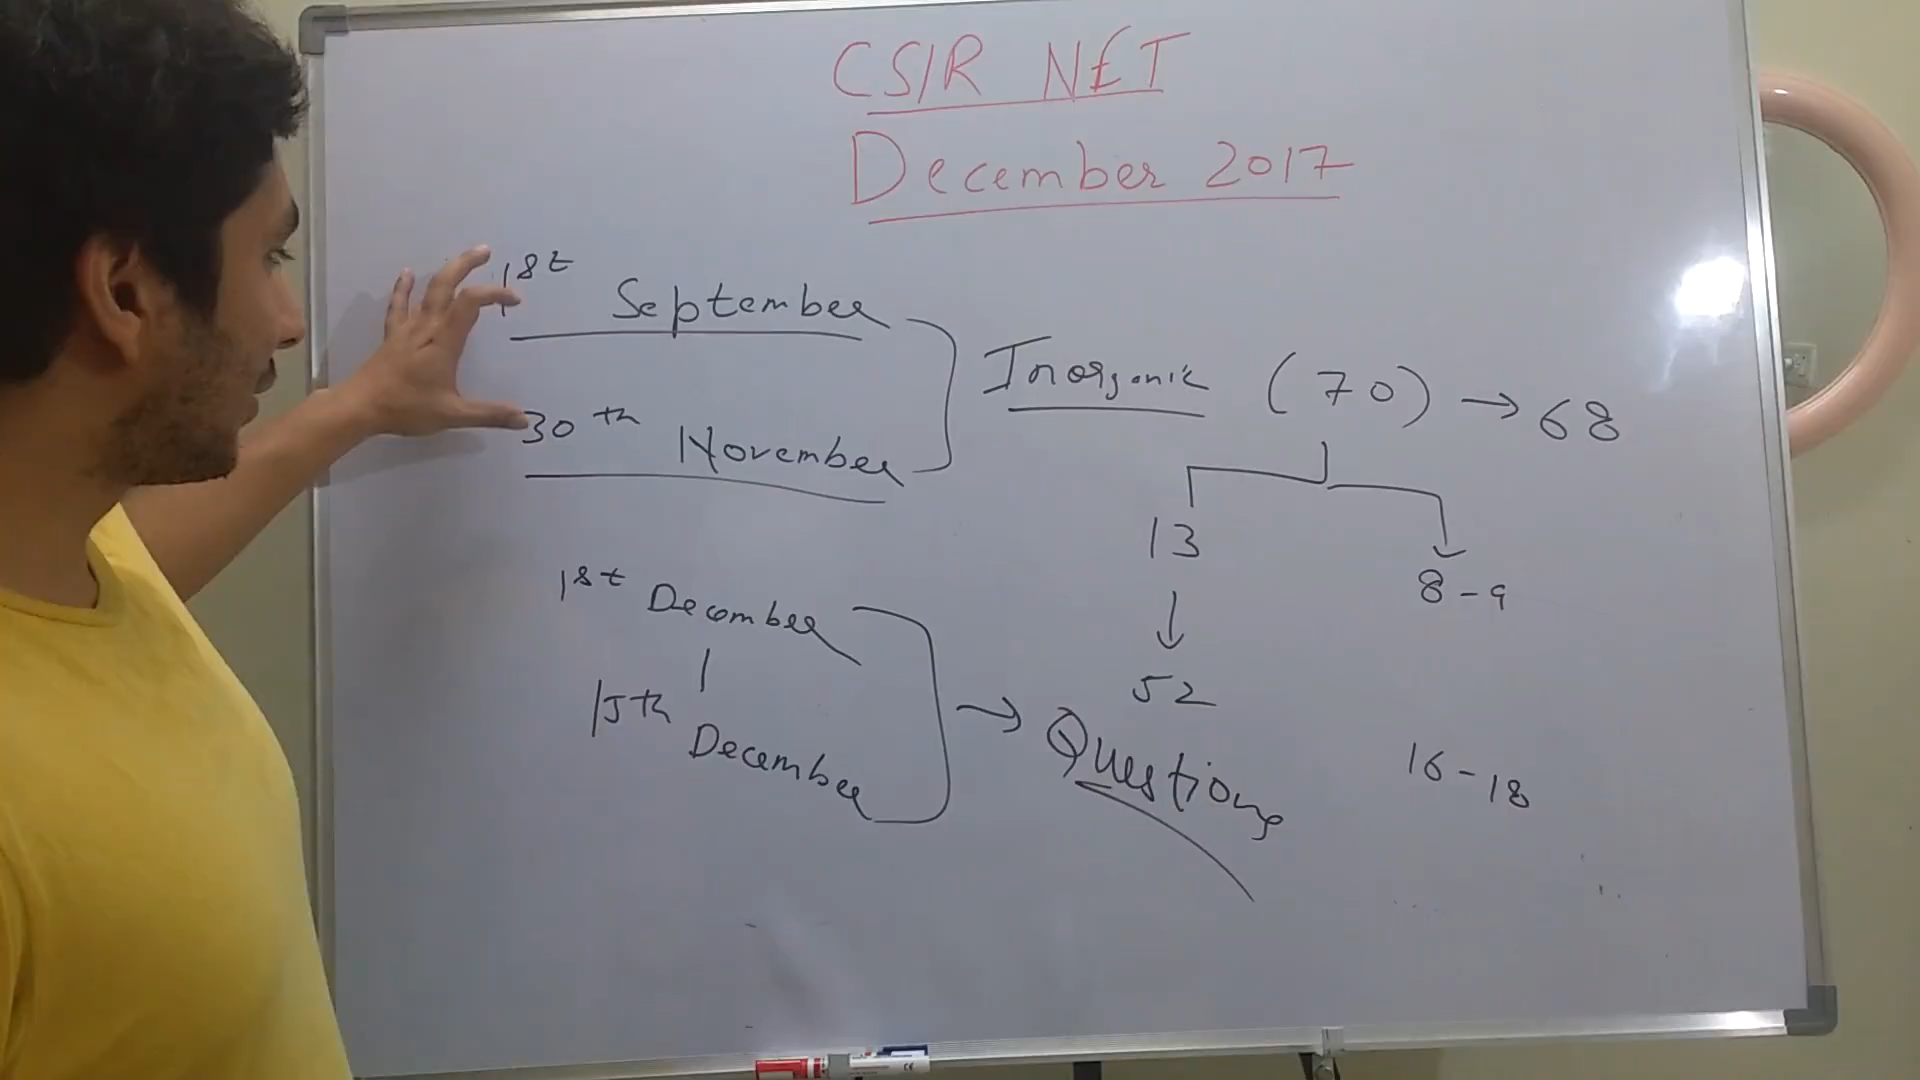 CSIR NET
December 2017
1st September
30th November
Inorganic (70) → 68
13
8-9
↓
52
1st December
|
15th December
→ Questions
16-18